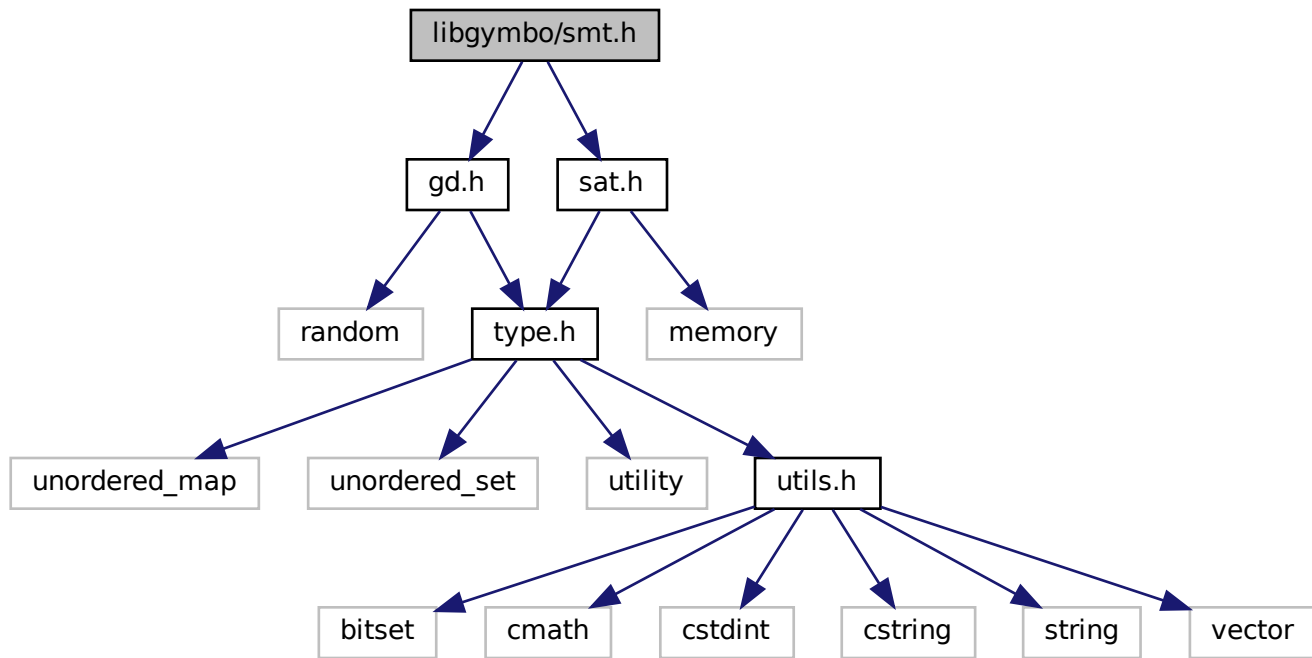 libgymbo/smt.h
gd.h
sat.h
random
type.h
memory
unordered_map
unordered_set
utility
utils.h
bitset
cmath
cstdint
cstring
string
vector